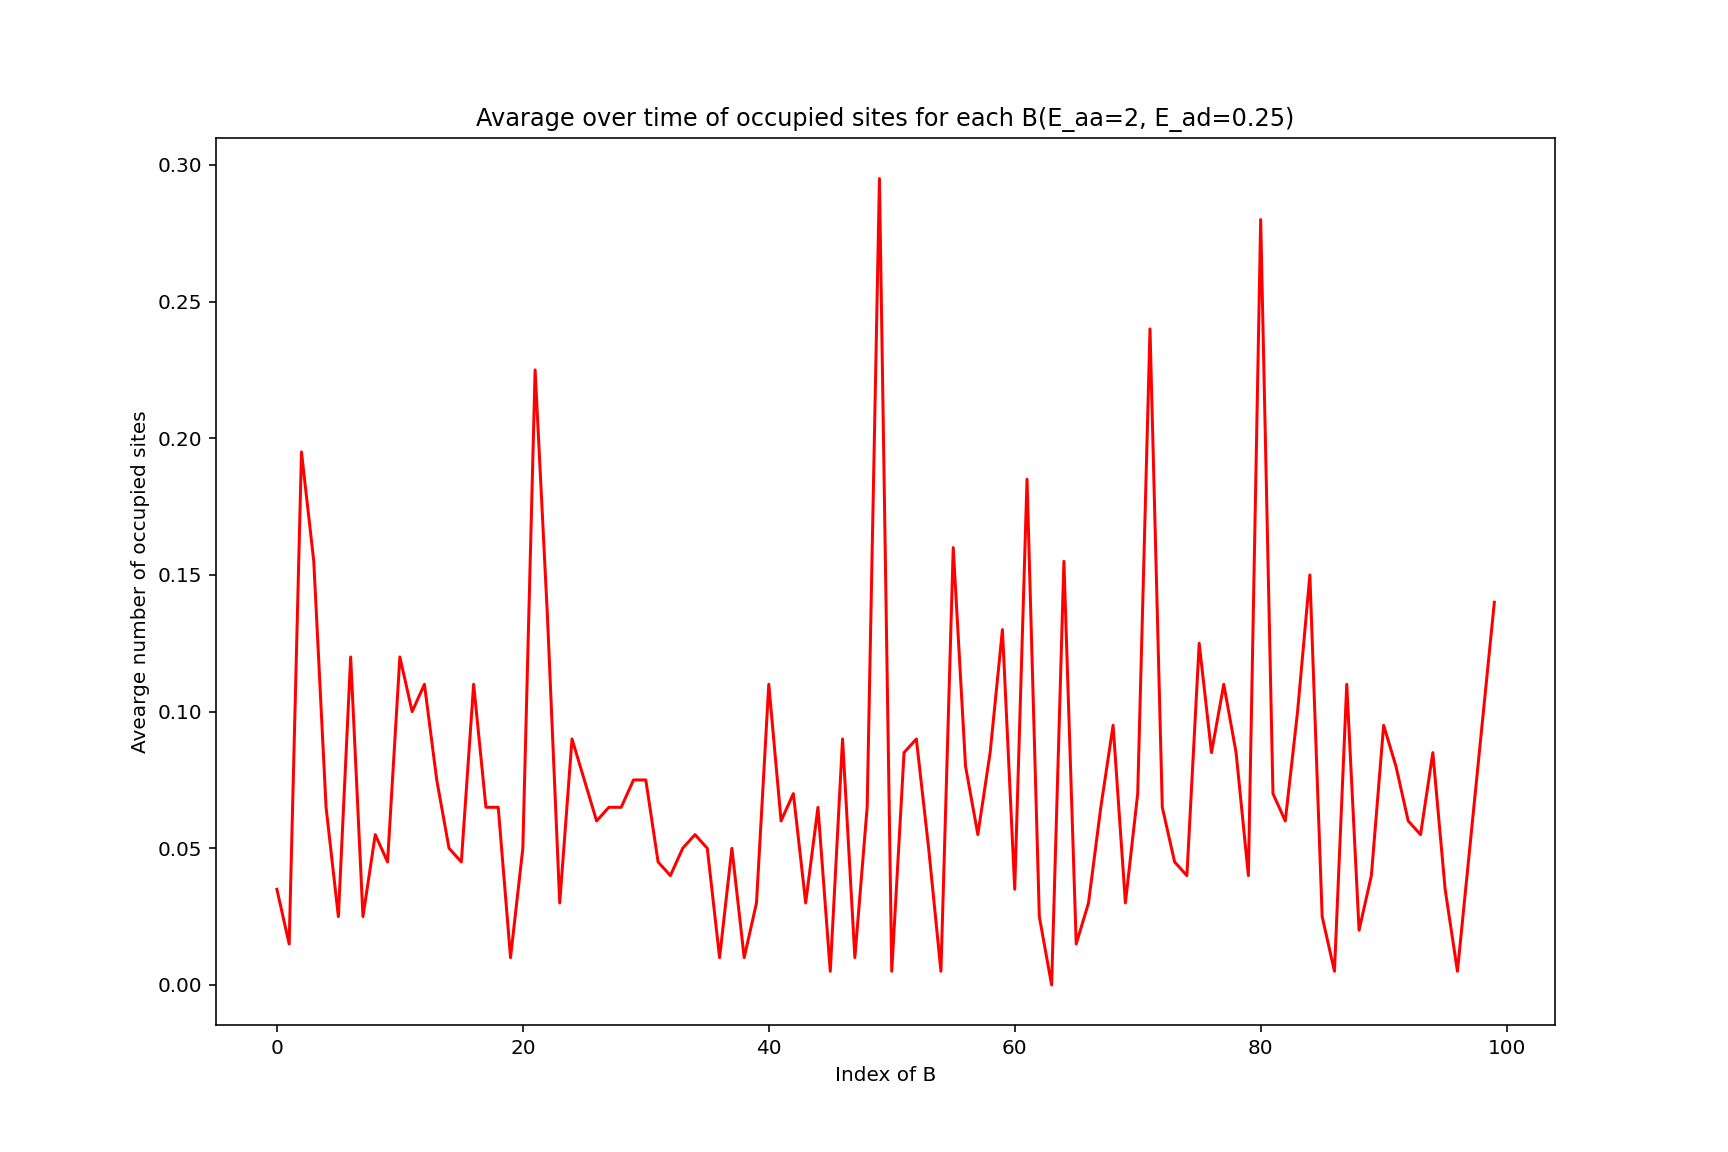 Avarage over time of occupied sites for each B(E_aa=2, E_ad=0.25)
0.30
0.25
0.20
0.15
0.10
0.05
0.00
Avearge number of occupied sites
0 20 40 60 80 100
Index of B